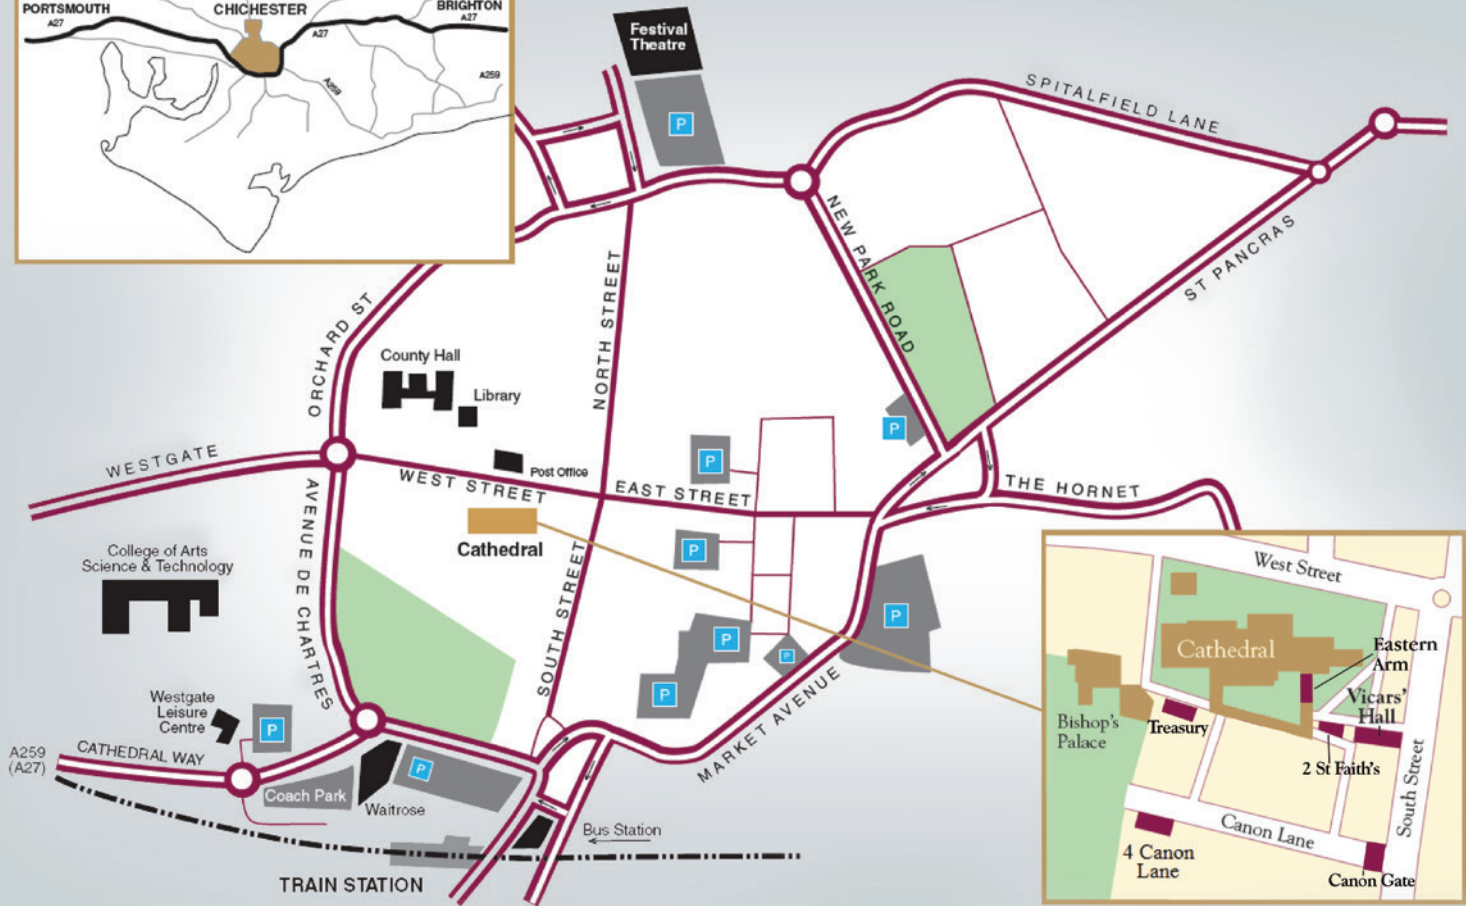 PORTSMOUTH
A27
CHICHESTER
BRIGHTON
A27
A27
A259
A259
Festival
Theatre
P
SPITALFIELD LANE
NEW PARK ROAD
ST PANCRAS
NORTH STREET
ORCHARD ST
County Hall
Library
P
P
WESTGATE
WEST STREET
Post Office
EAST STREET
THE HORNET
AVENUE DE CHARTRES
Cathedral
SOUTH STREET
P
College of Arts
Science & Technology
P
P
P
P
MARKET AVENUE
Westgate
Leisure
Centre
P
A259
(A27)
CATHEDRAL WAY
P
Coach Park
Waitrose
Bus Station
TRAIN STATION
West Street
Cathedral
Eastern
Arm
Vicars'
Hall
Bishop's
Palace
Treasury
2 St Faith's
South Street
Canon Lane
4 Canon
Lane
Canon Gate